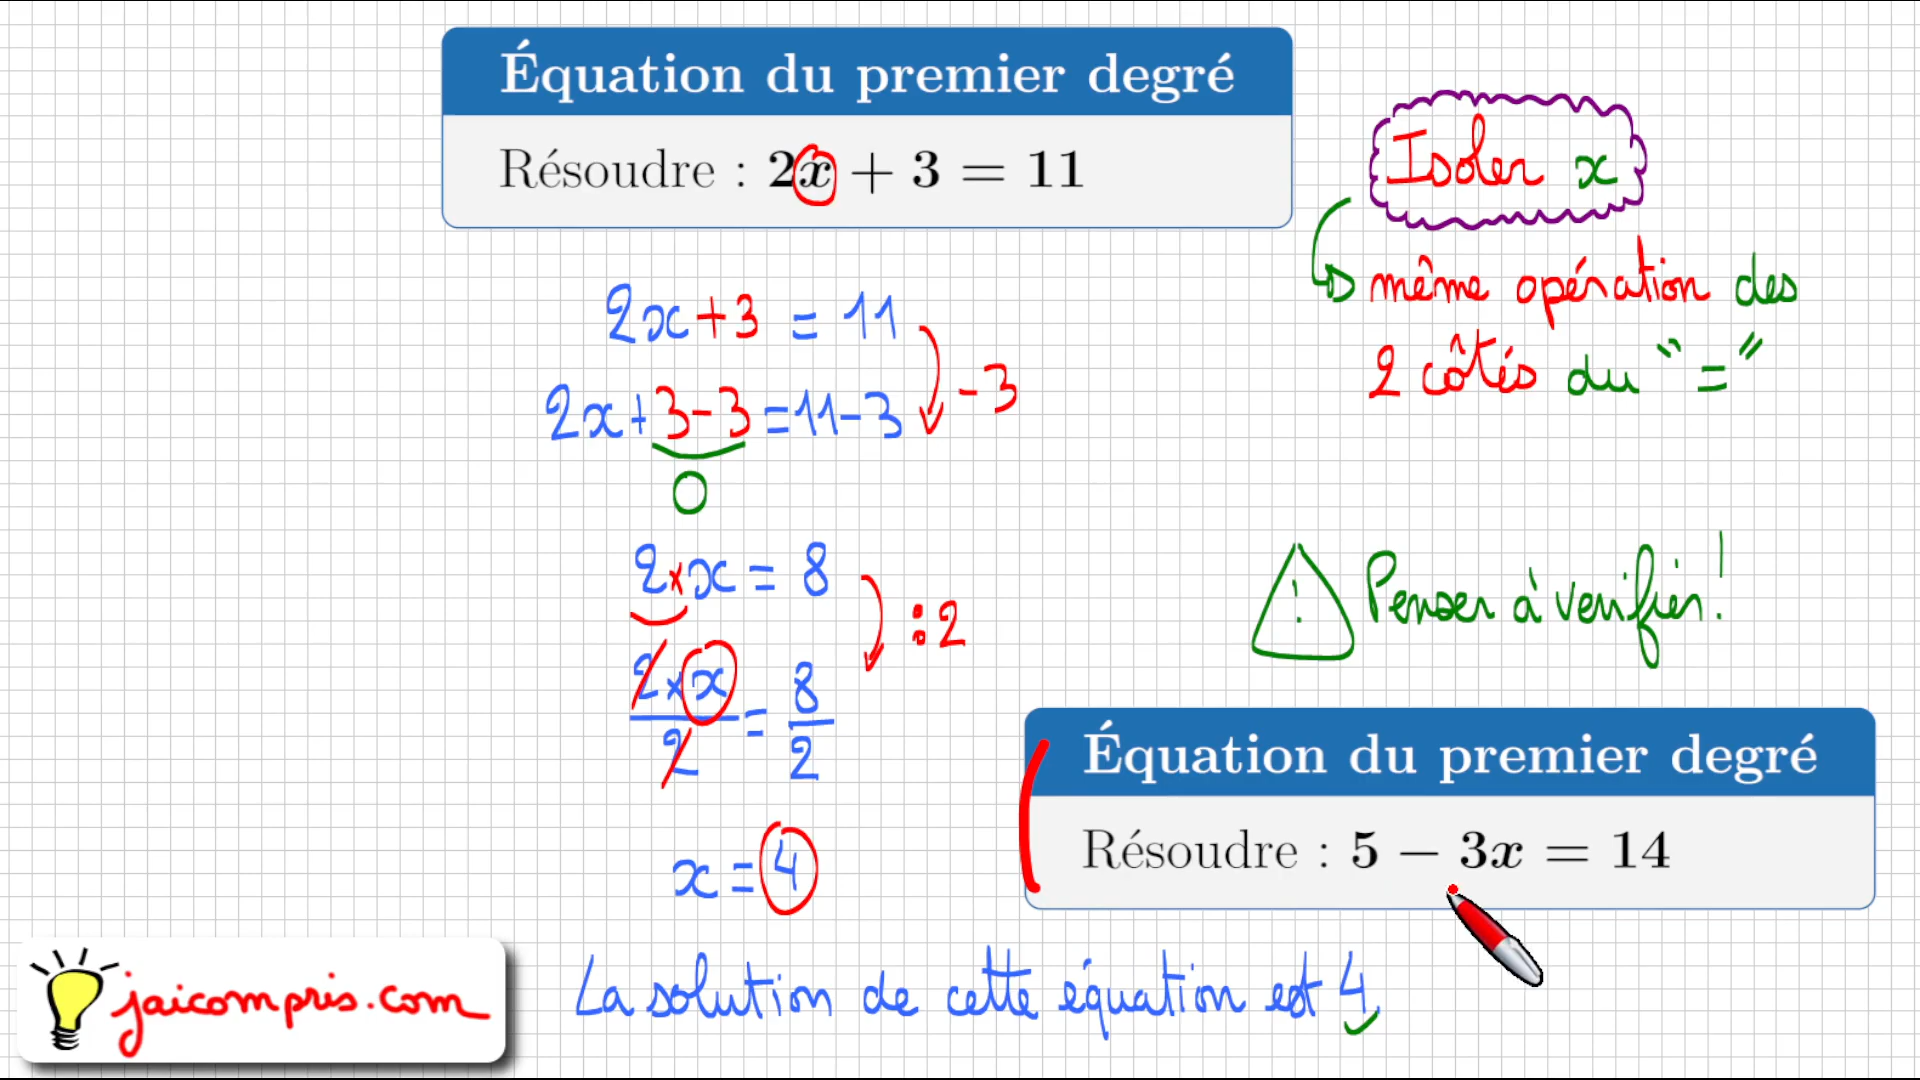 Équation du premier degré
Résoudre : 2x + 3 = 11
Isoler x
même opération des
2 côtés du "="
2x+3 = 11
-3
2x+3-3=11-3
0
2×x = 8
:2
2×x/2 = 8/2
x = 4
Penser à verifier!
Équation du premier degré
Résoudre : 5 − 3x = 14
La solution de cette équation est 4.
jaicompris.com